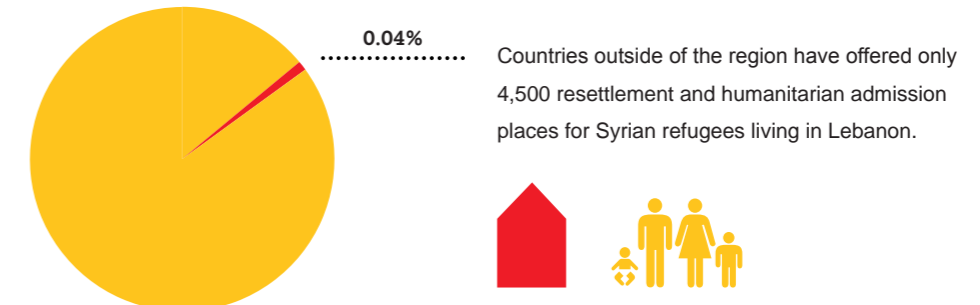 0.04%
Countries outside of the region have offered only
4,500 resettlement and humanitarian admission
places for Syrian refugees living in Lebanon.